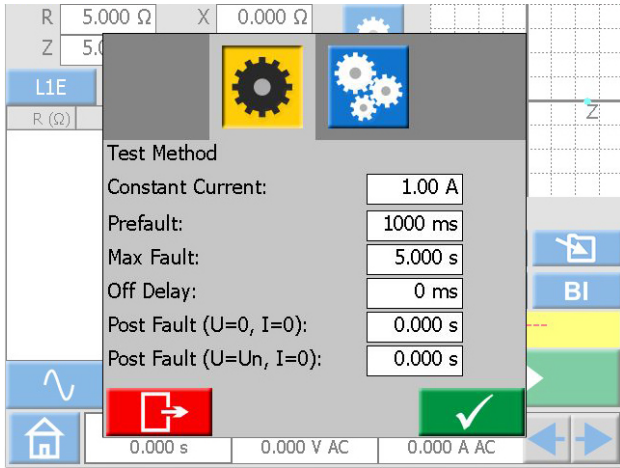 R 5.000 Ω X 0.000 Ω
Z
L1E
R (Ω)
Z
Test Method
Constant Current: 1.00 A
Prefault: 1000 ms
Max Fault: 5.000 s
Off Delay: 0 ms
Post Fault (U=0, I=0): 0.000 s
Post Fault (U=Un, I=0): 0.000 s
BI
0.000 s 0.000 V AC 0.000 A AC